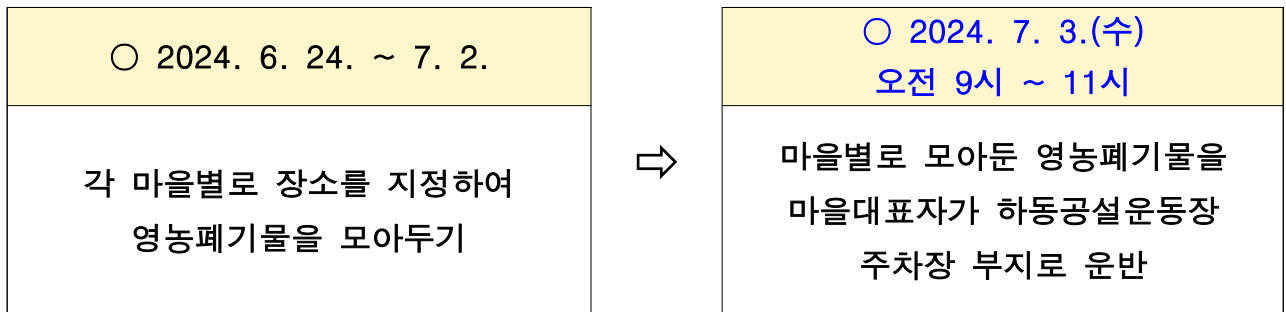 ○ 2024. 6. 24. ~ 7. 2.
각 마을별로 장소를 지정하여
영농폐기물을 모아두기
⇨
○ 2024. 7. 3.(수)
오전 9시 ~ 11시
마을별로 모아둔 영농폐기물을
마을대표자가 하동공설운동장
주차장 부지로 운반